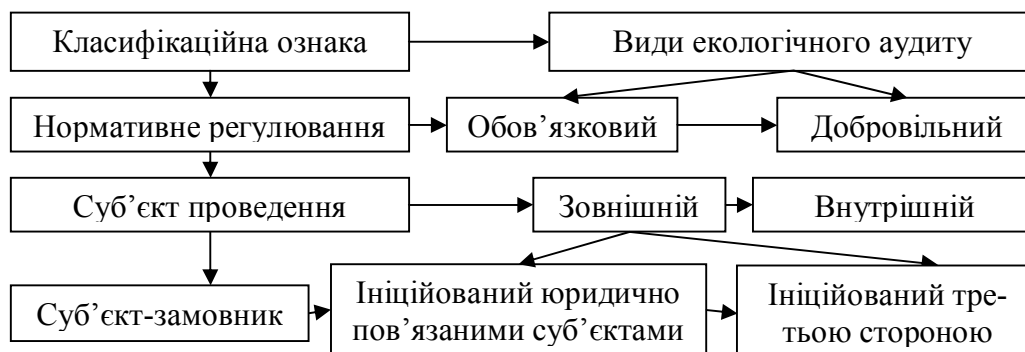 Класифікаційна ознака
Види екологічного аудиту
Нормативне регулювання
Обов’язковий
Добровільний
Суб’єкт проведення
Зовнішній
Внутрішній
Суб’єкт-замовник
Ініційований юридично
пов’язаними суб’єктами
Ініційований тре-
тьою стороною